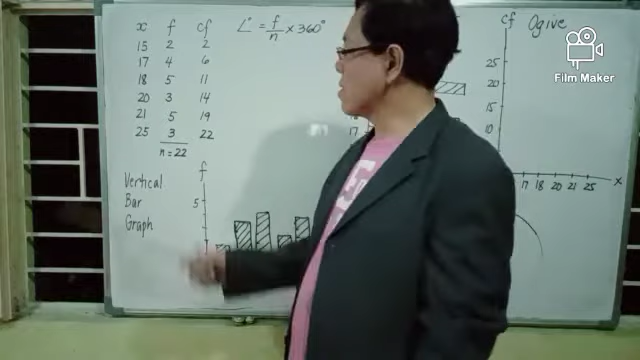 x f cf
15 2 2
17 4 6
18 5 11
20 3 14
21 5 19
25 3 22
n = 22
∠° = f/n × 360°
Vertical
Bar
Graph
f
5
cf Ogive
25
20
15
10
17 18 20 21 25 x
17
Film Maker